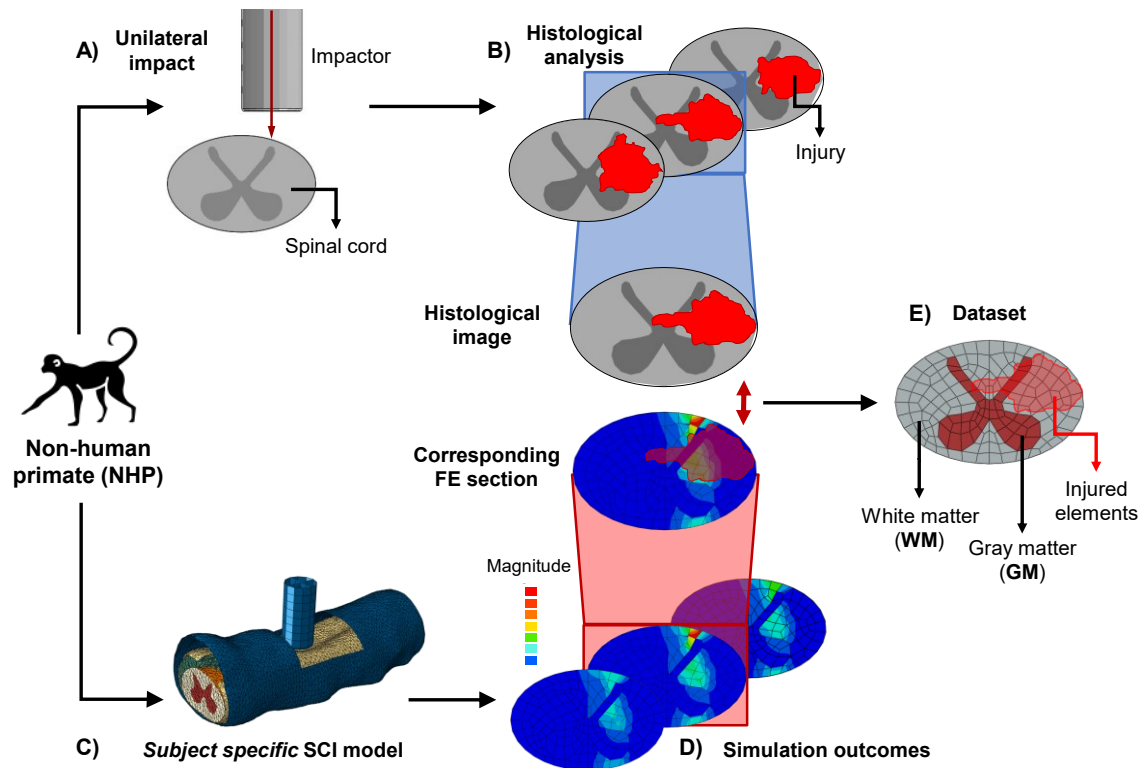 A) Unilateral
impact
Impactor
Spinal cord
B) Histological
analysis
Injury
Histological
image
Non-human
primate (NHP)
Corresponding
FE section
E) Dataset
White matter
(WM)
Gray matter
(GM)
Injured
elements
Magnitude
C) Subject specific SCI model
D) Simulation outcomes